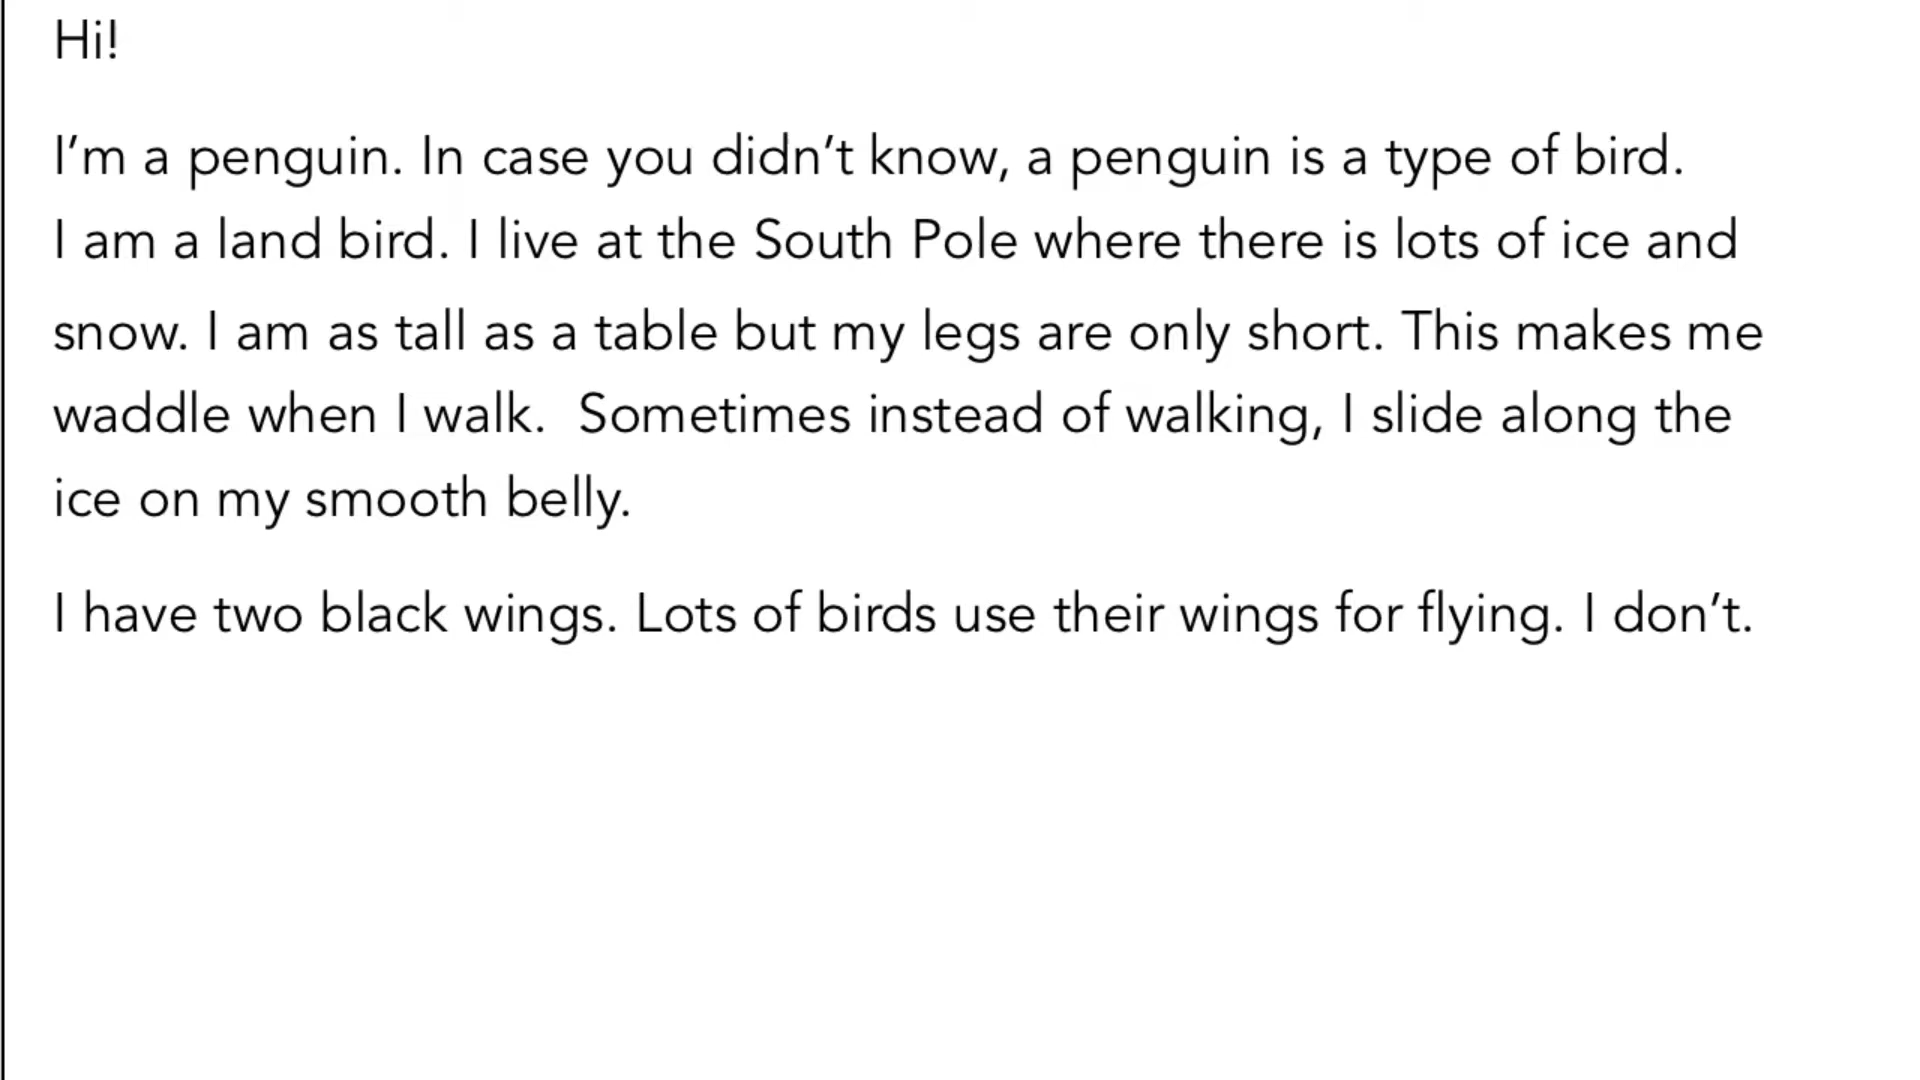 Hi!
I’m a penguin. In case you didn’t know, a penguin is a type of bird.
I am a land bird. I live at the South Pole where there is lots of ice and
snow. I am as tall as a table but my legs are only short. This makes me
waddle when I walk.  Sometimes instead of walking, I slide along the
ice on my smooth belly.
I have two black wings. Lots of birds use their wings for flying. I don’t.